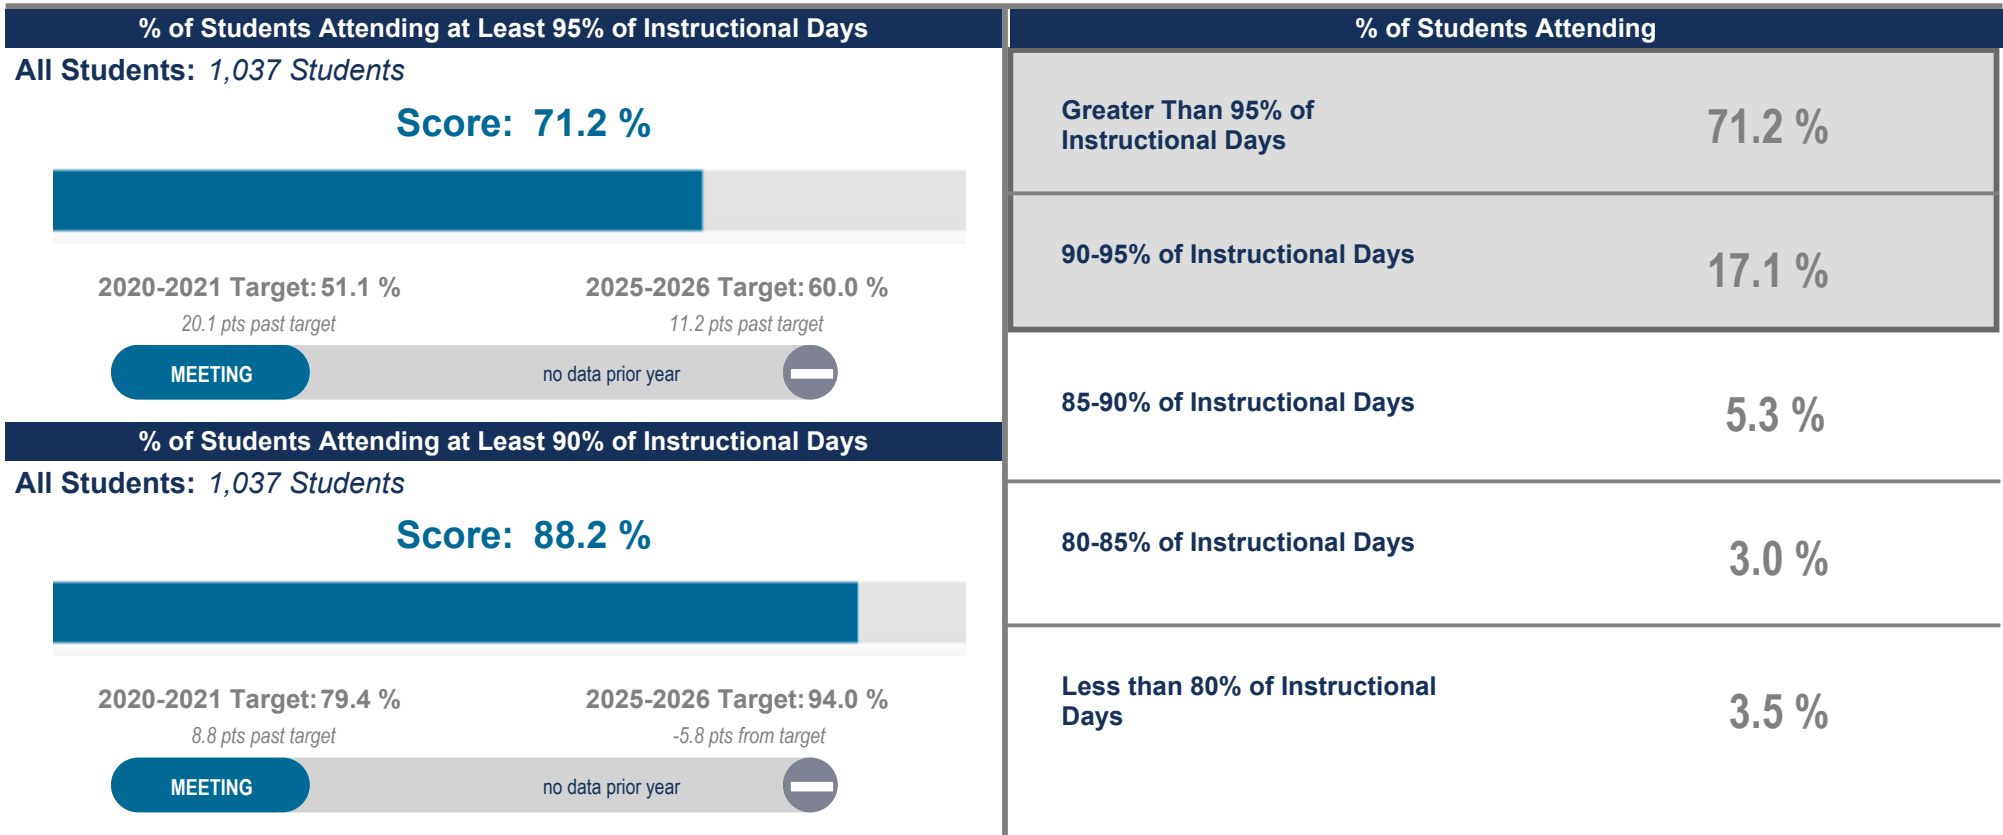 % of Students Attending at Least 95% of Instructional Days
All Students: 1,037 Students
Score: 71.2 %
2020-2021 Target: 51.1 %
20.1 pts past target
2025-2026 Target: 60.0 %
11.2 pts past target
MEETING
no data prior year
% of Students Attending at Least 90% of Instructional Days
All Students: 1,037 Students
Score: 88.2 %
2020-2021 Target: 79.4 %
8.8 pts past target
2025-2026 Target: 94.0 %
-5.8 pts from target
MEETING
no data prior year
% of Students Attending
Greater Than 95% of
Instructional Days
71.2 %
90-95% of Instructional Days
17.1 %
85-90% of Instructional Days
5.3 %
80-85% of Instructional Days
3.0 %
Less than 80% of Instructional
Days
3.5 %